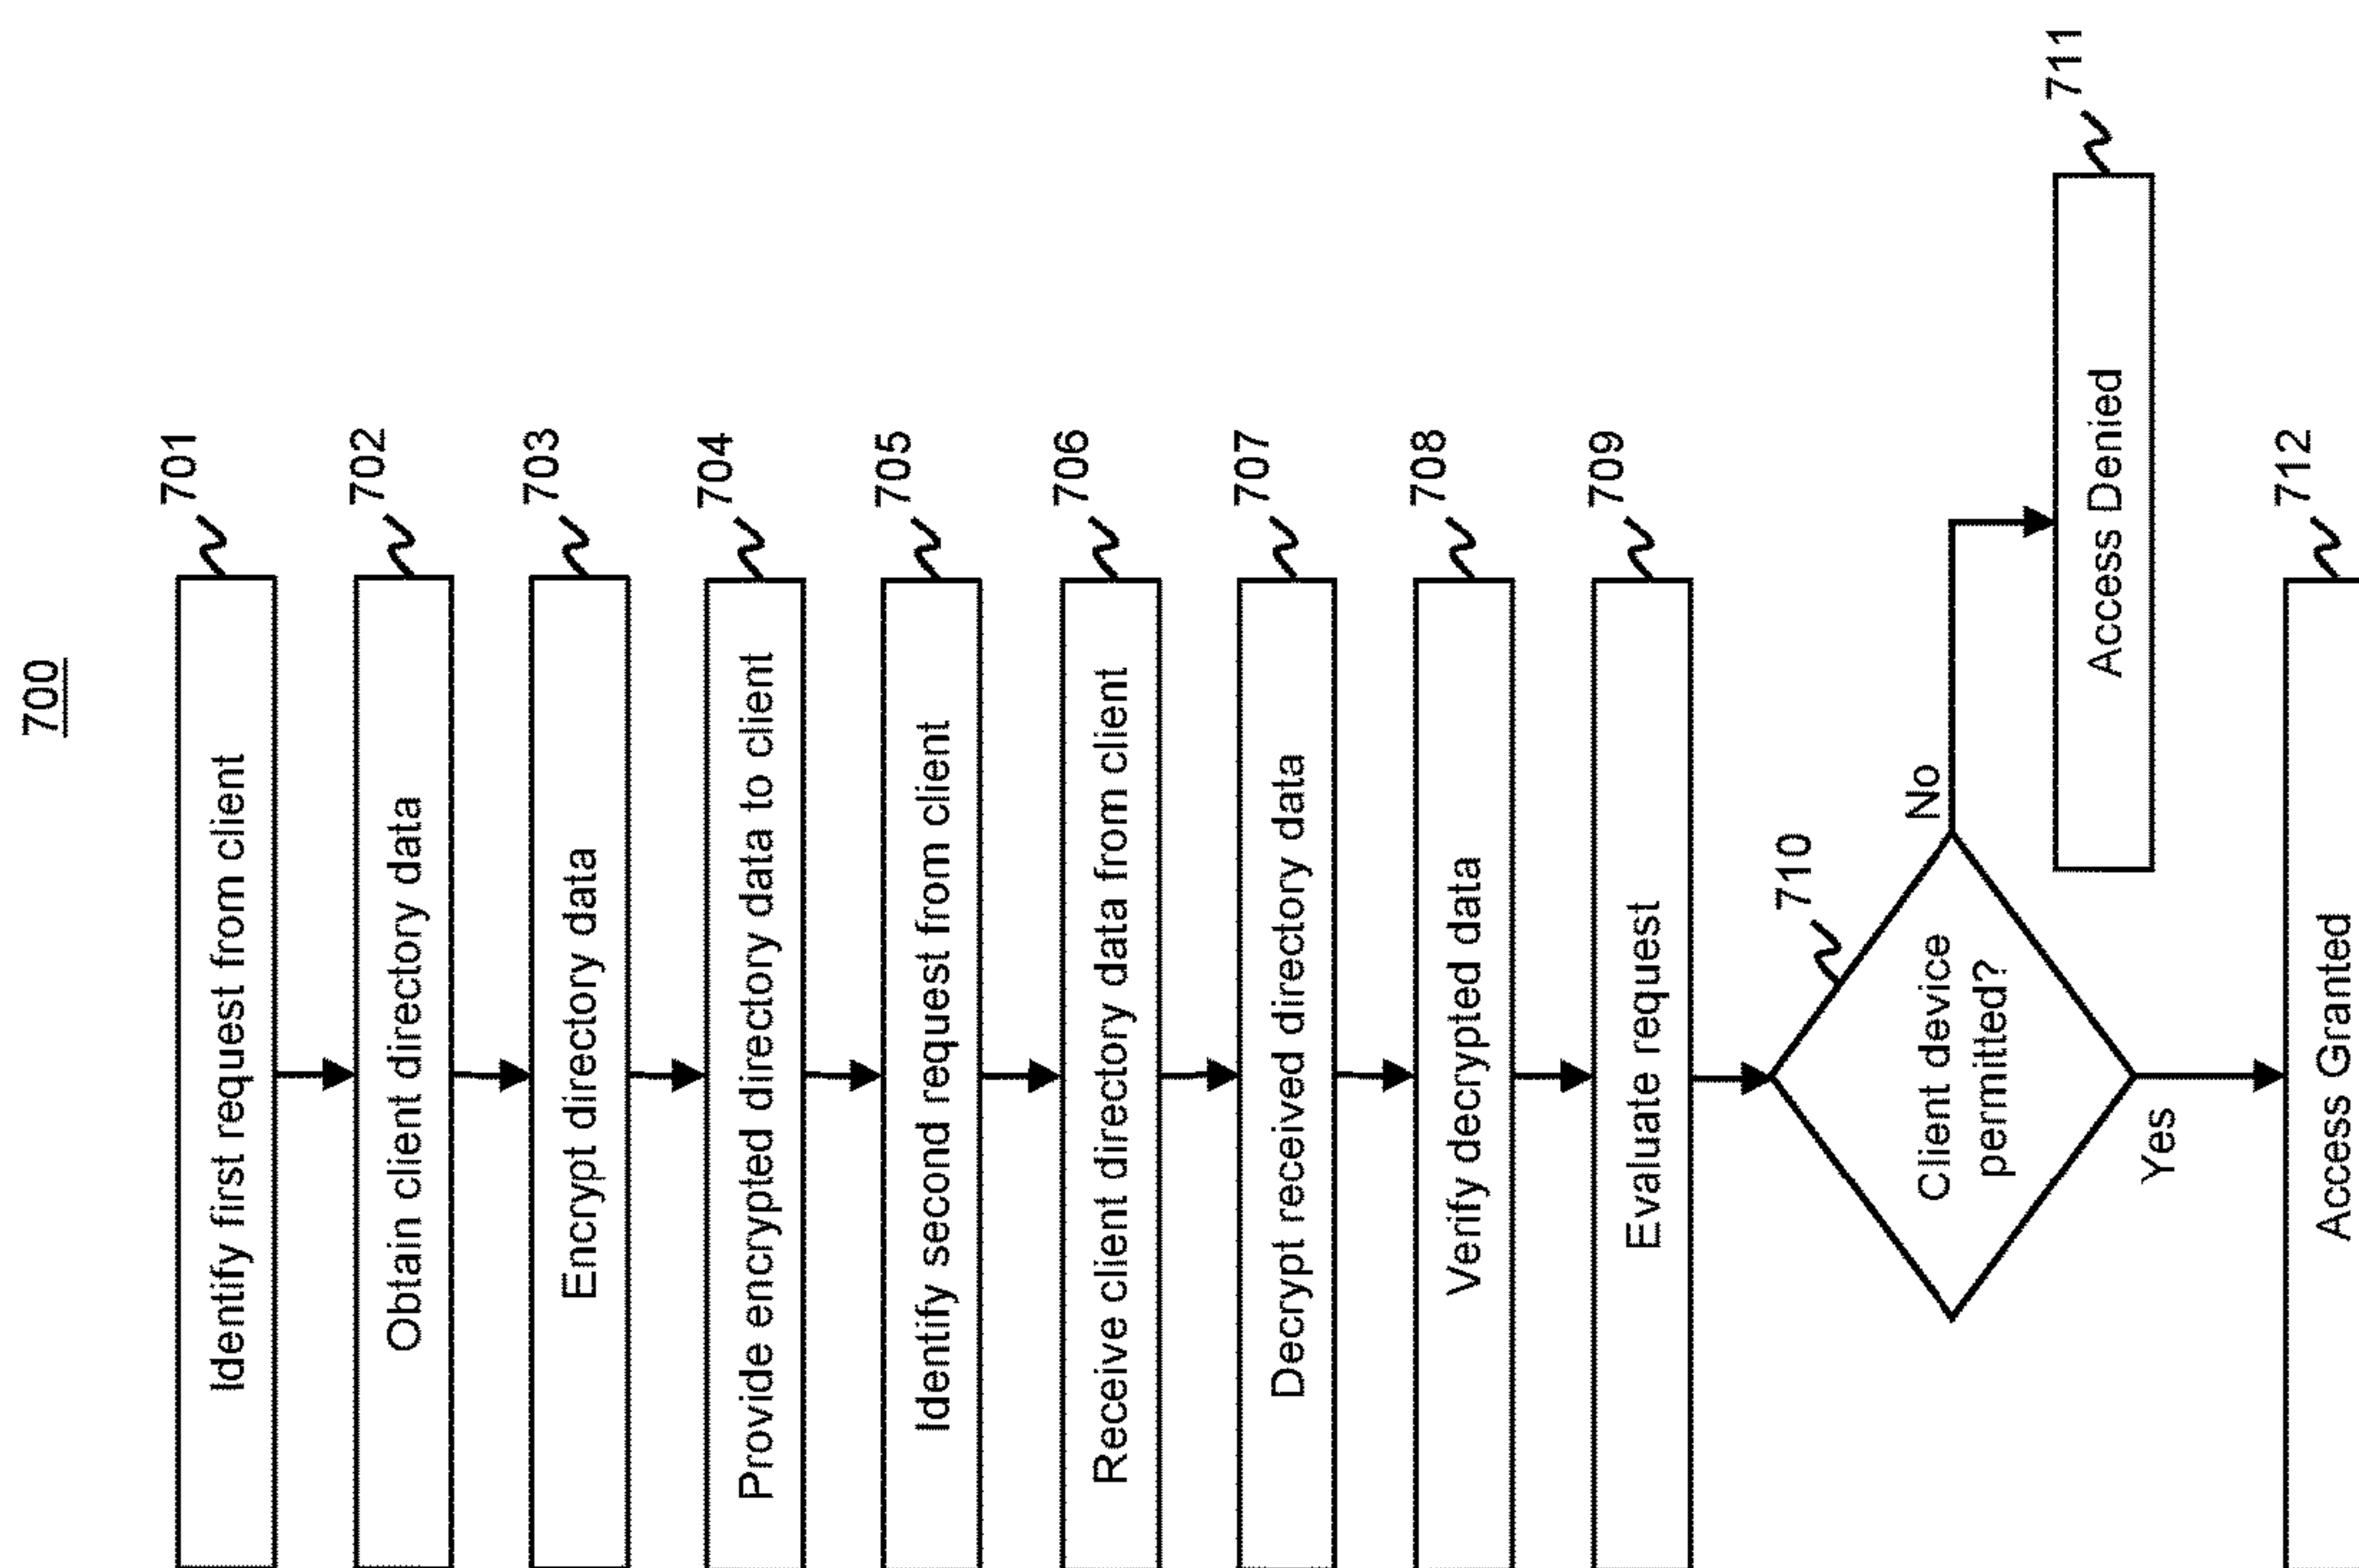 700
Identify first request from client
701
Obtain client directory data
702
Encrypt directory data
703
Provide encrypted directory data to client
704
Identify second request from client
705
Receive client directory data from client
706
Decrypt received directory data
707
Verify decrypted data
708
Evaluate request
709
710
Client device
permitted?
No
Yes
Access Denied
711
Access Granted
712